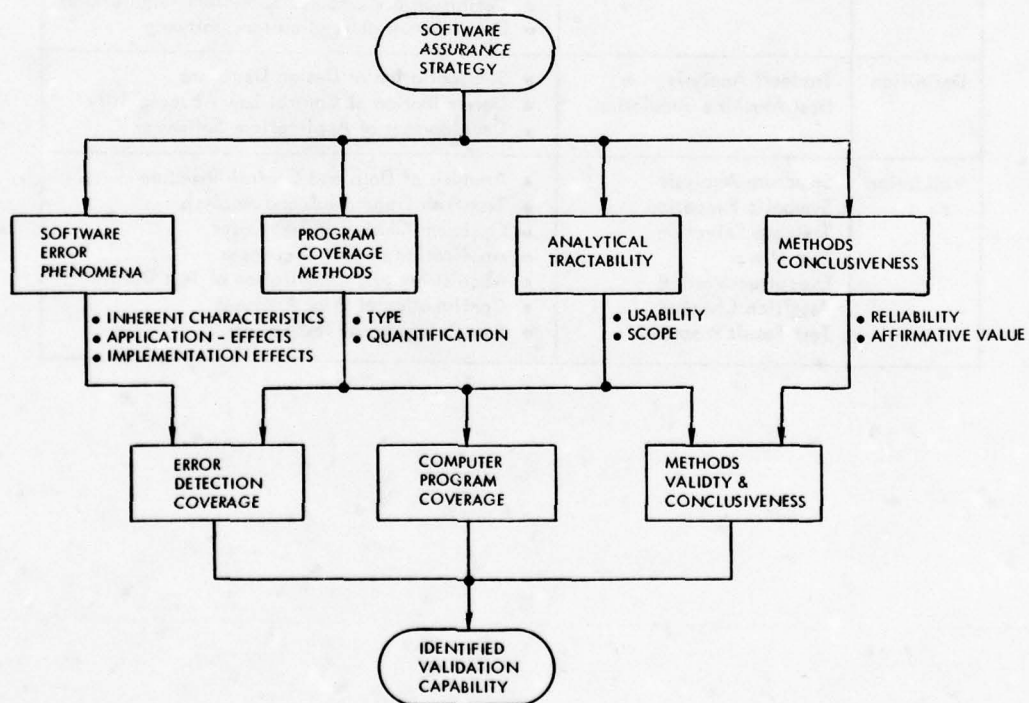 SOFTWARE
ASSURANCE
STRATEGY
SOFTWARE
ERROR
PHENOMENA
PROGRAM
COVERAGE
METHODS
ANALYTICAL
TRACTABILITY
METHODS
CONCLUSIVENESS
• INHERENT CHARACTERISTICS
• APPLICATION - EFFECTS
• IMPLEMENTATION EFFECTS
• TYPE
• QUANTIFICATION
• USABILITY
• SCOPE
• RELIABILITY
• AFFIRMATIVE VALUE
ERROR
DETECTION
COVERAGE
COMPUTER
PROGRAM
COVERAGE
METHODS
VALIDTY &
CONCLUSIVENESS
IDENTIFIED
VALIDATION
CAPABILITY